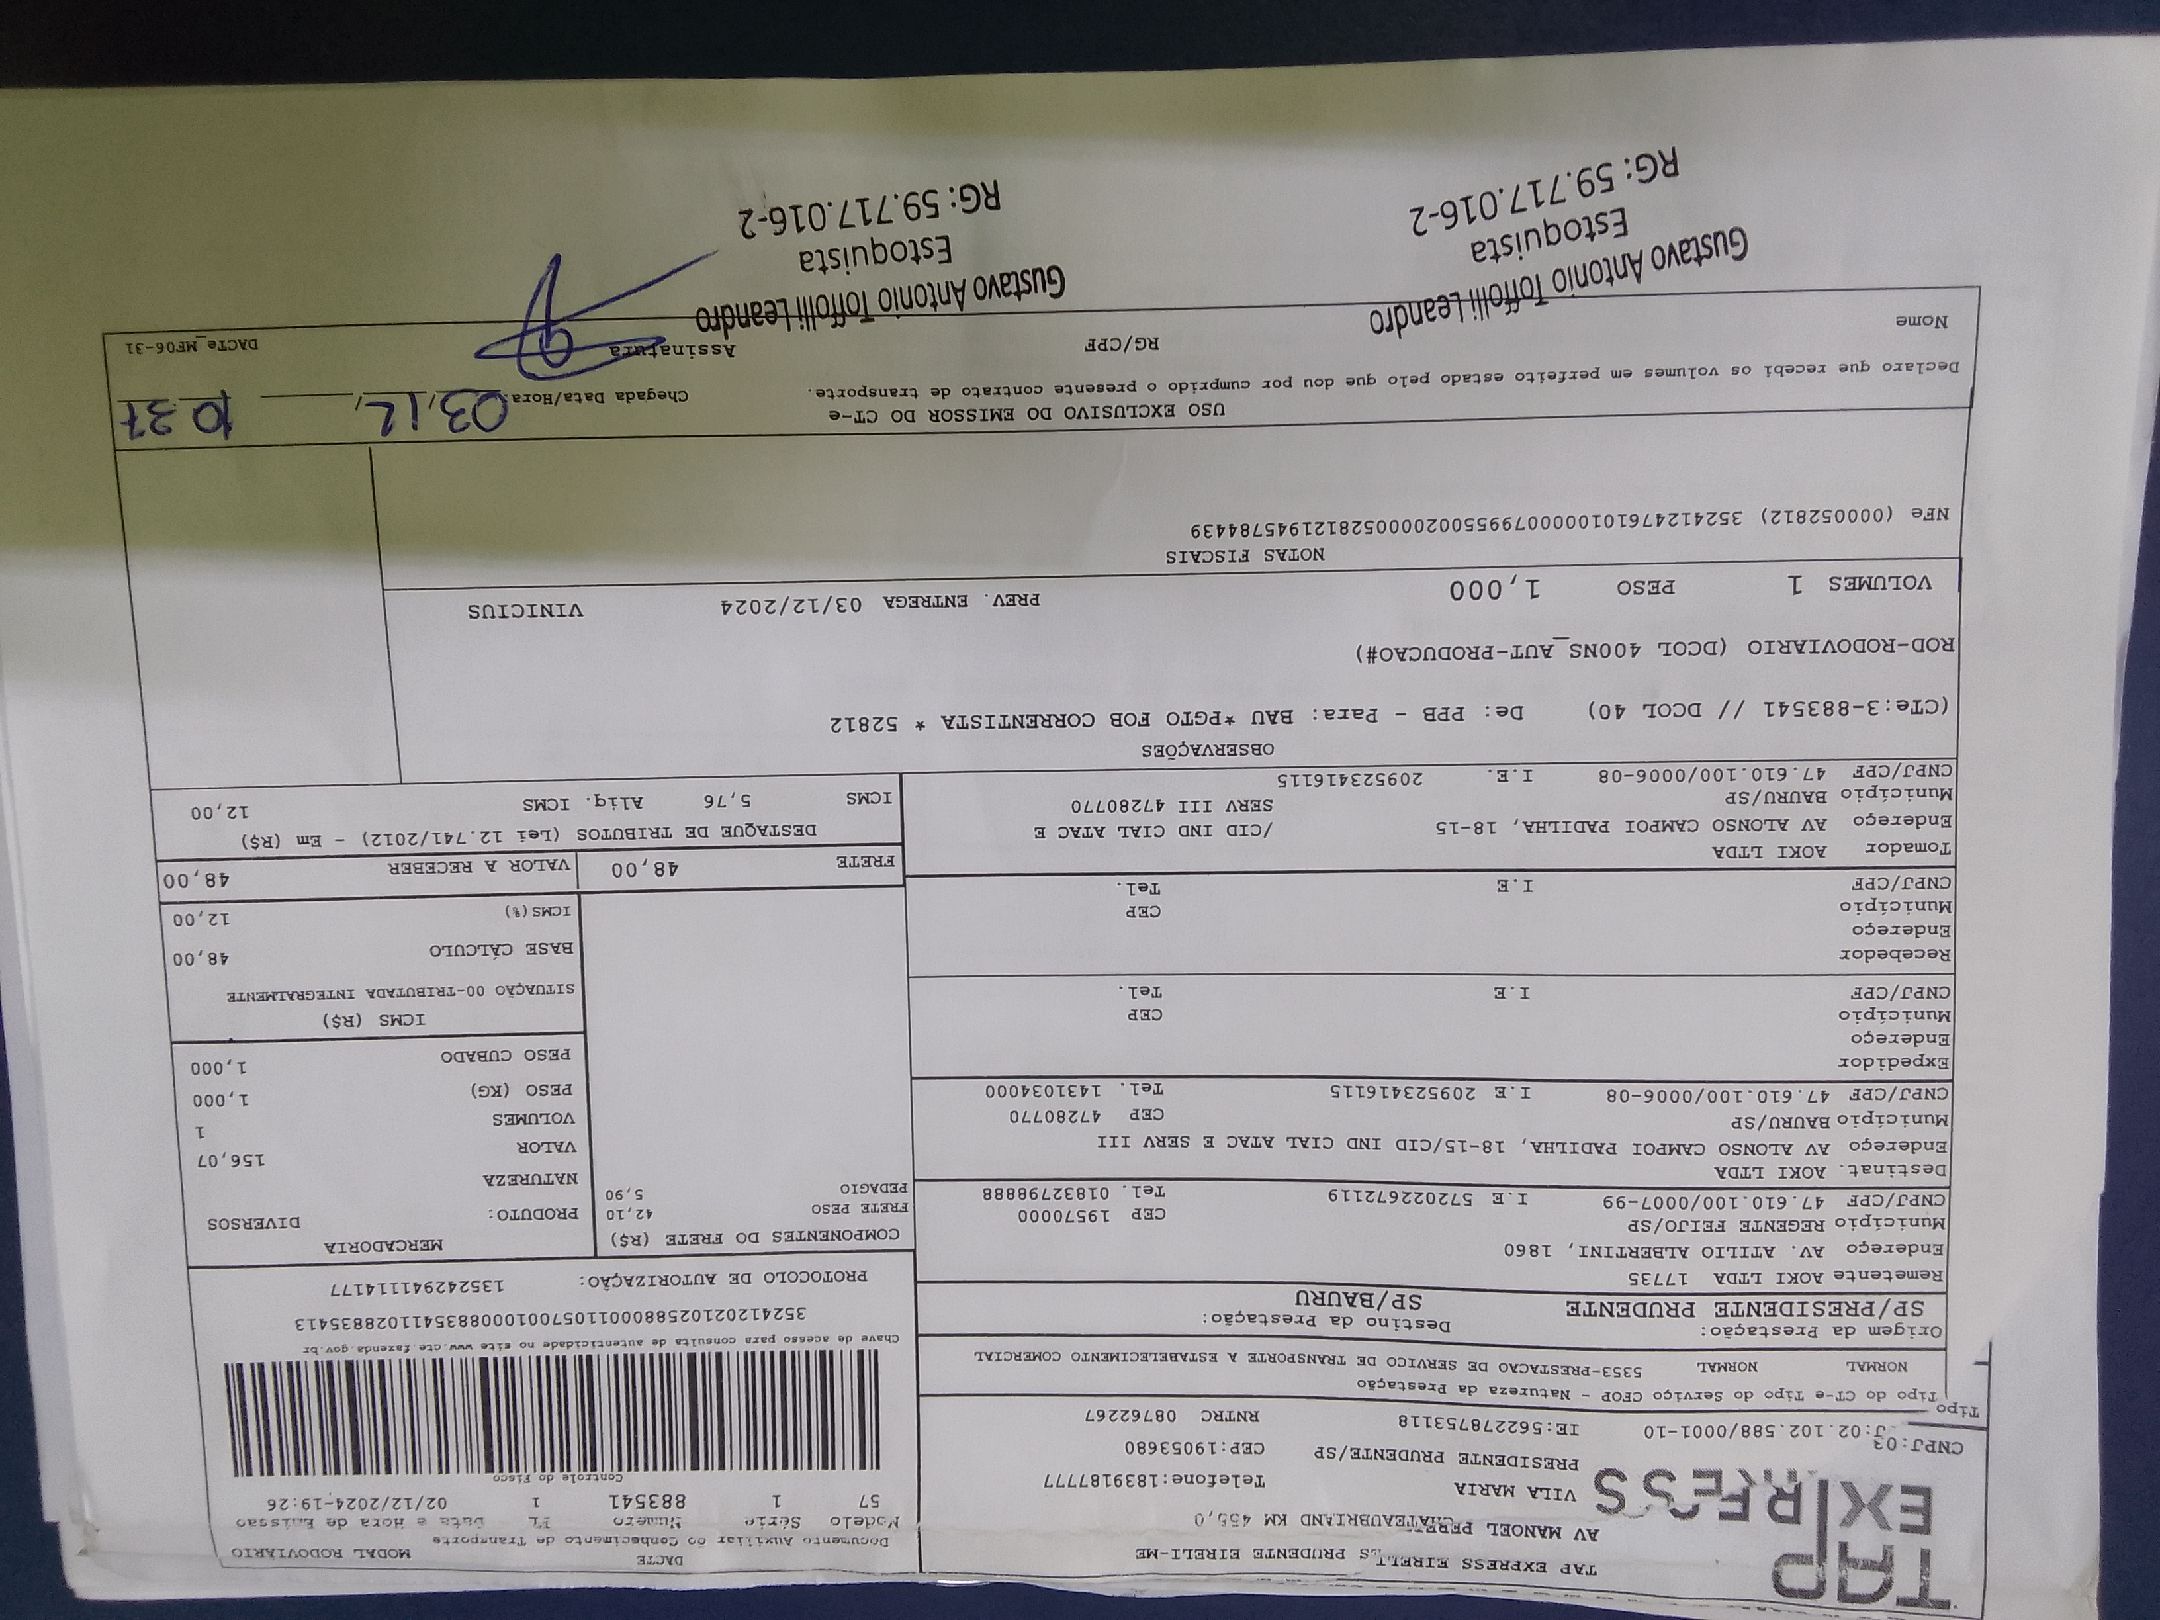 TAP
EXPRESS
TAP EXPRESS EIRELI PRUDENTE EIRELI-ME
AV MANOEL CHATEAUBRIAND KM 455,0
VILA MARIA Telefone:1839187777
PRESIDENTE PRUDENTE/SP CEP:19053680
CNPJ:03 J:02.102.588/0001-10 IE:562278753118 RNTRC 08762267
DACTE MODAL RODOVIÁRIO
Documento Auxiliar do Conhecimento de Transporte
Modelo Série Número FL Data e Hora de Emissão
57 1 883541 1 02/12/2024-19:26
Controle do Fisco
Chave de acesso para consulta de autenticidade no site www.cte.fazenda.gov.br
PROTOCOLO DE AUTORIZAÇÃO: 135242941114177
Tipo
Tipo do CT-e Tipo do Serviço CFOP - Natureza da Prestação
NORMAL NORMAL 5353-PRESTACAO DE SERVICO DE TRANSPORTE A ESTABELECIMENTO COMERCIAL
Origem da Prestação: Destino da Prestação:
SP/PRESIDENTE PRUDENTE SP/BAURU
Remetente AOKI LTDA 17735
Endereço AV. ATILIO ALBERTINI, 1860
Município REGENTE FEIJO/SP CEP 19570000
CNPJ/CPF 47.610.100/0007-99 I.E 572022672119 Tel. 01832798888
Destinat. AOKI LTDA
Endereço AV ALONSO CAMPOI PADILHA, 18-15/CID IND CIAL ATAC E SERV III
Município BAURU/SP CEP 47280770
CNPJ/CPF 47.610.100/0006-08 I.E 209523416115 Tel. 1431034000
Expedidor
Endereço
Município CEP
CNPJ/CPF I.E Tel.
Recebedor
Endereço
Município CEP
CNPJ/CPF I.E Tel.
Tomador AOKI LTDA
Endereço AV ALONSO CAMPOI PADILHA, 18-15 /CID IND CIAL ATAC E
Município BAURU/SP SERV III 47280770
CNPJ/CPF 47.610.100/0006-08 I.E. 209523416115
COMPONENTES DO FRETE (R$)
FRETE PESO 42,10
PEDAGIO 5,90
MERCADORIA
PRODUTO: DIVERSOS
NATUREZA
VALOR 156,07
VOLUMES 1
PESO (KG) 1,000
PESO CUBADO 1,000
ICMS (R$)
SITUAÇÃO 00-TRIBUTADA INTEGRALMENTE
BASE CÁLCULO 48,00
ICMS(%) 12,00
FRETE 48,00 VALOR A RECEBER 48,00
DESTAQUE DE TRIBUTOS (Lei 12.741/2012) - Em (R$)
ICMS 5,76 Aliq. ICMS 12,00
OBSERVAÇÕES
(CTe:3-883541 // DCOL 40) De: PPB - Para: BAU *PGTO FOB CORRENTISTA * 52812
ROD-RODOVIARIO (DCOL 400NS_AUT-PRODUCAO#)
VOLUMES 1 PESO 1,000 PREV. ENTREGA 03/12/2024 VINICIUS
NOTAS FISCAIS
NFe (000052812) 35241247610100000799550020000528121945784439
USO EXCLUSIVO DO EMISSOR DO CT-e
Declaro que recebi os volumes em perfeito estado pelo que dou por cumprido o presente contrato de transporte.
Chegada Data/Hora: 03/12/ 10 37
Nome RG/CPF Assinatura DACTe_MF06-31
Gustavo Antonio Toffolli Leandro
Estoquista
RG: 59.717.016-2
Gustavo Antonio Toffolli Leandro
Estoquista
RG: 59.717.016-2